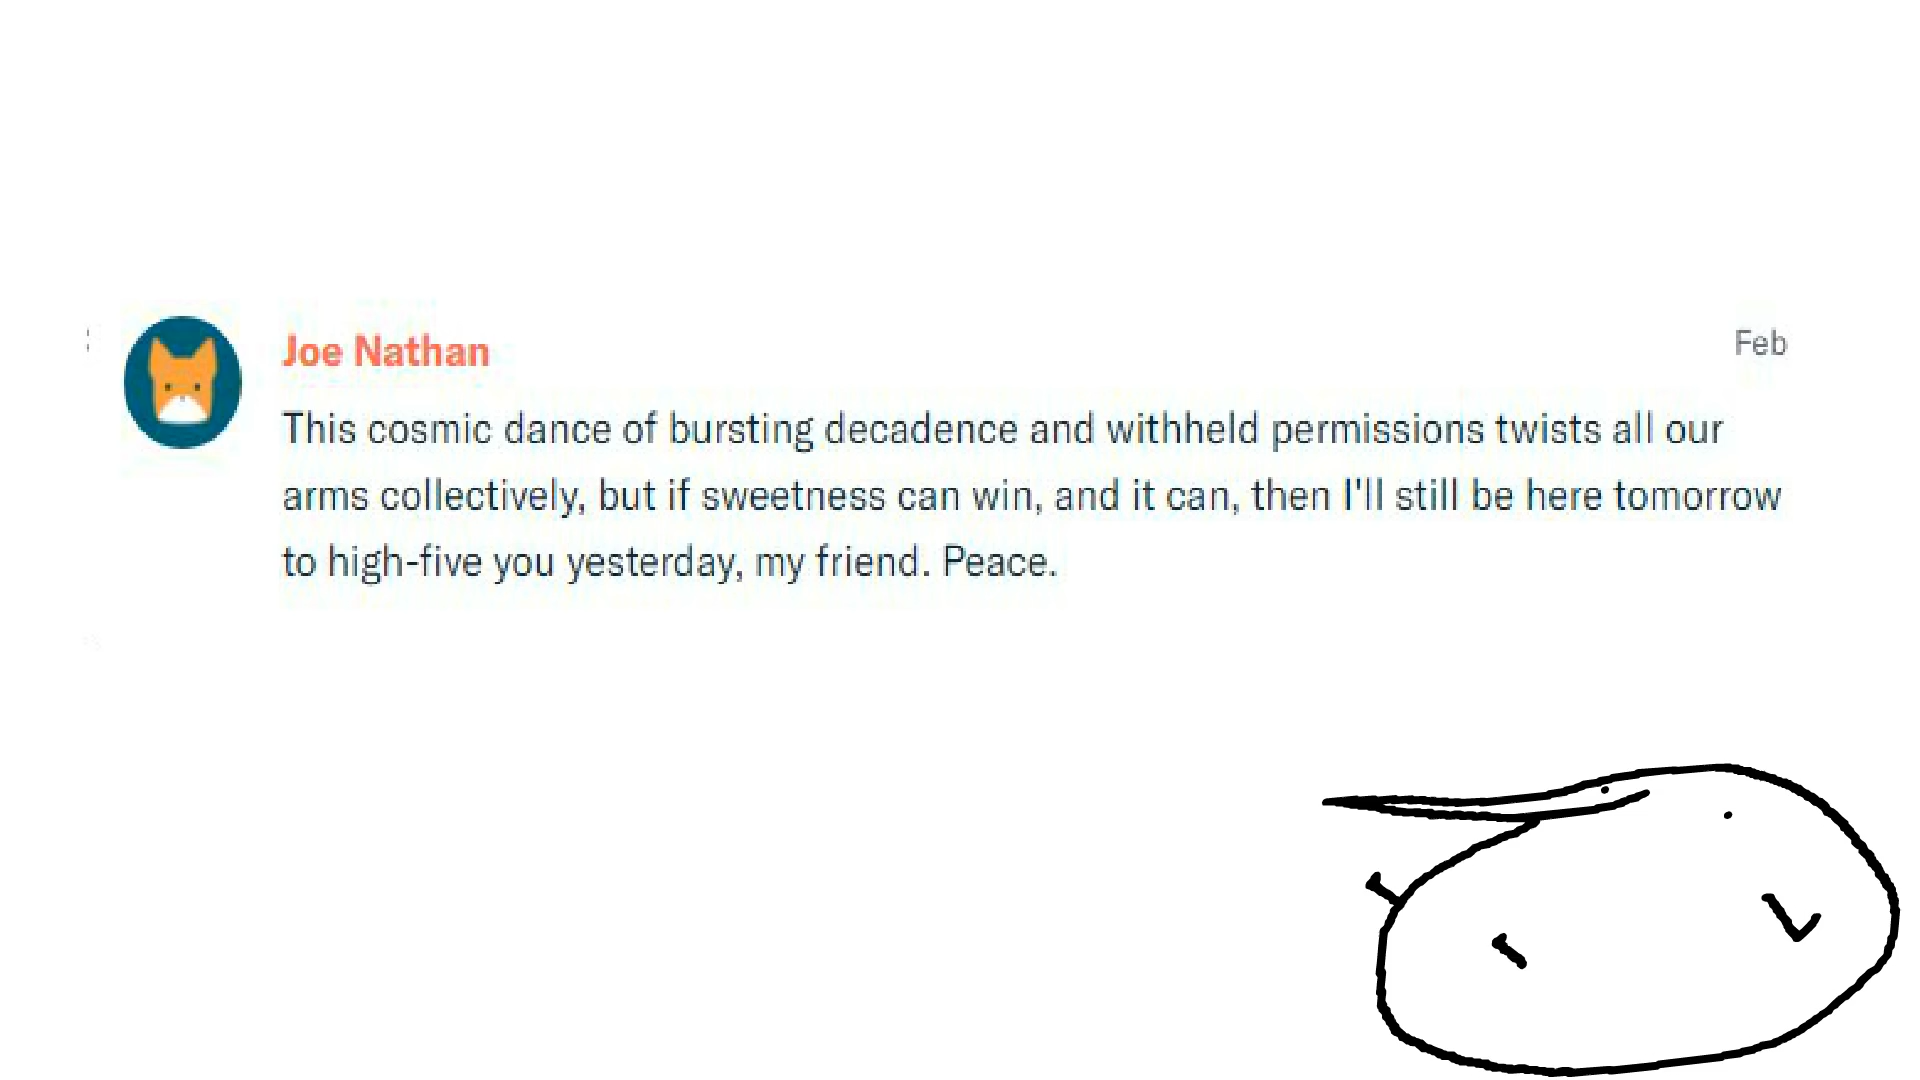 Joe Nathan
Feb
This cosmic dance of bursting decadence and withheld permissions twists all our
arms collectively, but if sweetness can win, and it can, then I'll still be here tomorrow
to high-five you yesterday, my friend. Peace.